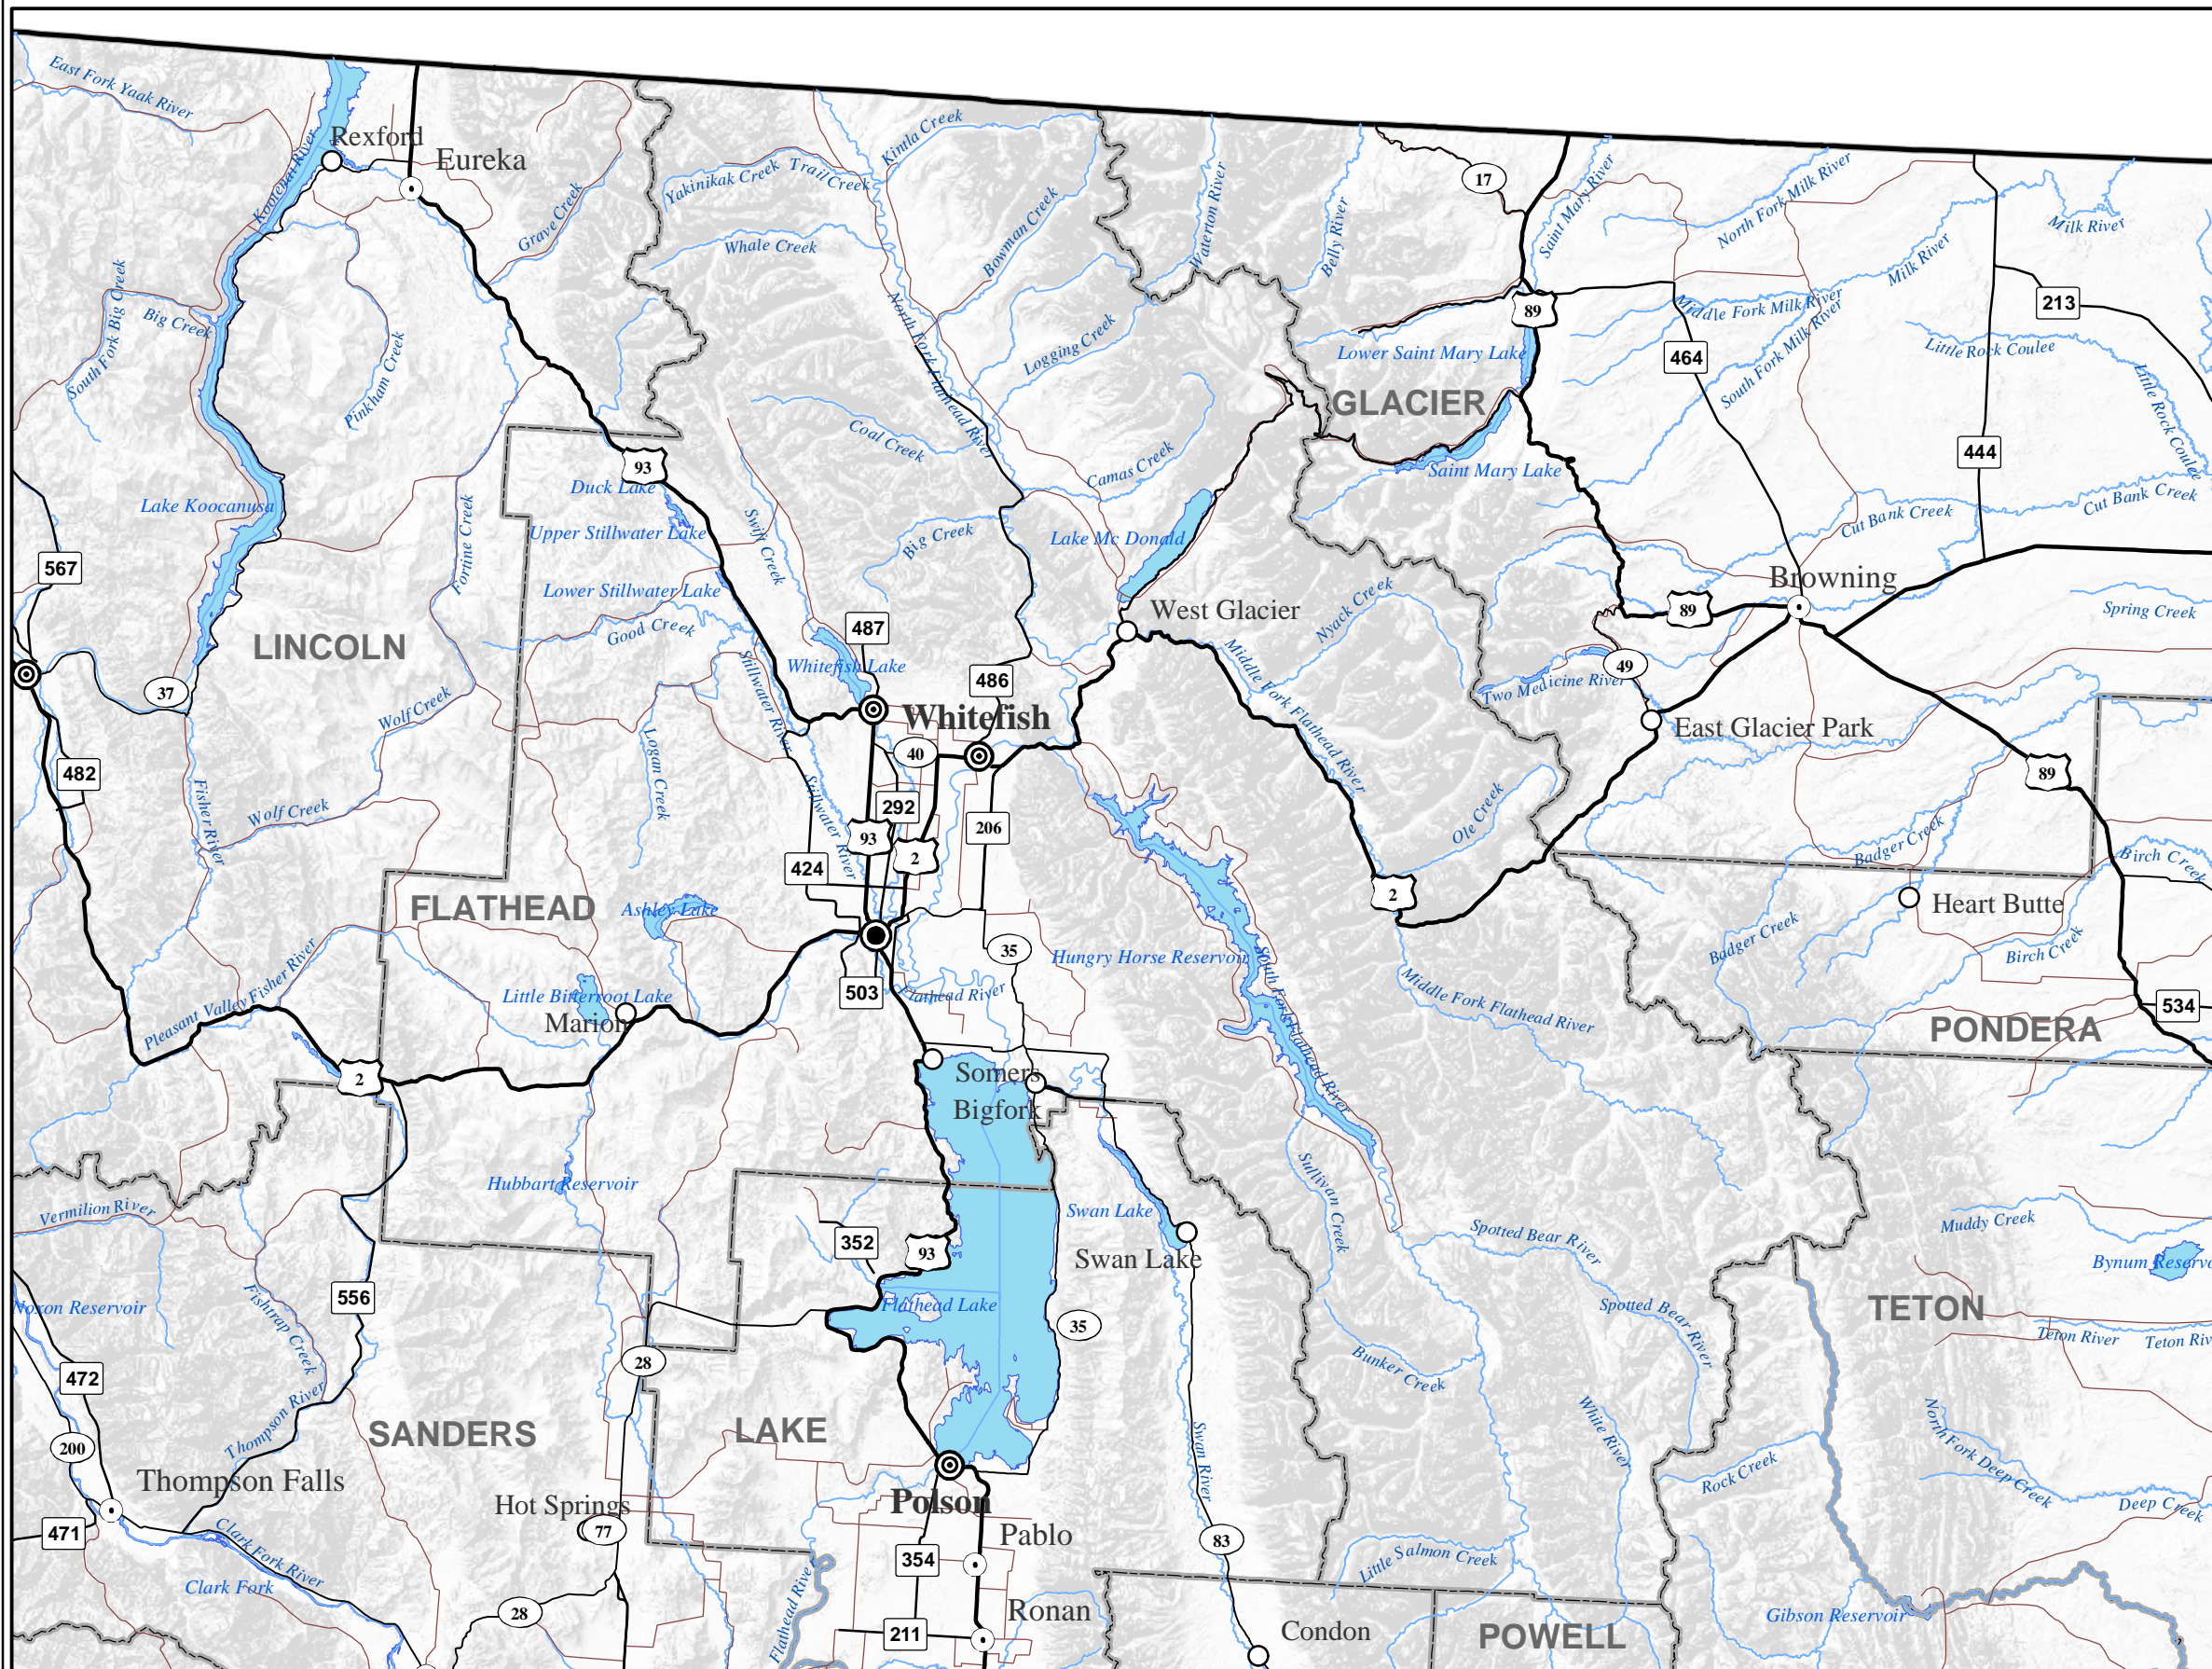 East Fork Yaak River
Rexford
Eureka
Kootenai River
Grave Creek
Yakinikak Creek
Trail Creek
Kintla Creek
Whale Creek
Bowman Creek
Waterton River
Belly River
17
Saint Mary River
North Fork Milk River
Milk River
Milk River
South Fork Big Creek
Big Creek
Pinkham Creek
North Fork Flathead River
Logging Creek
89
Middle Fork Milk River
213
Lower Saint Mary Lake
464
South Fork Milk River
Little Rock Coulee
Little Rock Coulee
GLACIER
Coal Creek
Camas Creek
Saint Mary Lake
444
93
Duck Lake
Lake Koocanusa
Fortine Creek
Upper Stillwater Lake
Swift Creek
Big Creek
Lake Mc Donald
Cut Bank Creek
Cut Bank Creek
567
Lower Stillwater Lake
Good Creek
Nyack Creek
Browning
LINCOLN
487
West Glacier
89
Spring Creek
37
Whitefish Lake
Stillwater River
486
Middle Fork Flathead River
49
Two Medicine River
Wolf Creek
Whitefish
East Glacier Park
Logan Creek
40
482
Fisher River
Wolf Creek
Stillwater River
292
93
2
206
Ole Creek
89
424
Badger Creek
Birch Creek
FLATHEAD
Ashley Lake
2
Heart Butte
Pleasant Valley Fisher River
35
Hungry Horse Reservoir
South Fork Flathead River
Badger Creek
Birch Creek
503
Flathead River
Little Bitterroot Lake
Marion
Middle Fork Flathead River
534
PONDERA
2
Somers
Bigfork
Vermilion River
Hubbart Reservoir
Sullivan Creek
Swan Lake
Spotted Bear River
Muddy Creek
352
93
Swan Lake
Bynum Reservo
Noxon Reservoir
556
Fishtrap Creek
Flathead Lake
35
Spotted Bear River
TETON
Teton River
Teton Riv
28
Bunker Creek
472
Thompson River
SANDERS
LAKE
White River
North Fork Deep Creek
200
Swan River
Rock Creek
Thompson Falls
Hot Springs
Polson
Deep Creek
471
77
Pablo
83
Clark Fork River
354
Little Salmon Creek
Clark Fork
Flathead River
28
Ronan
211
Condon
POWELL
Gibson Reservoir